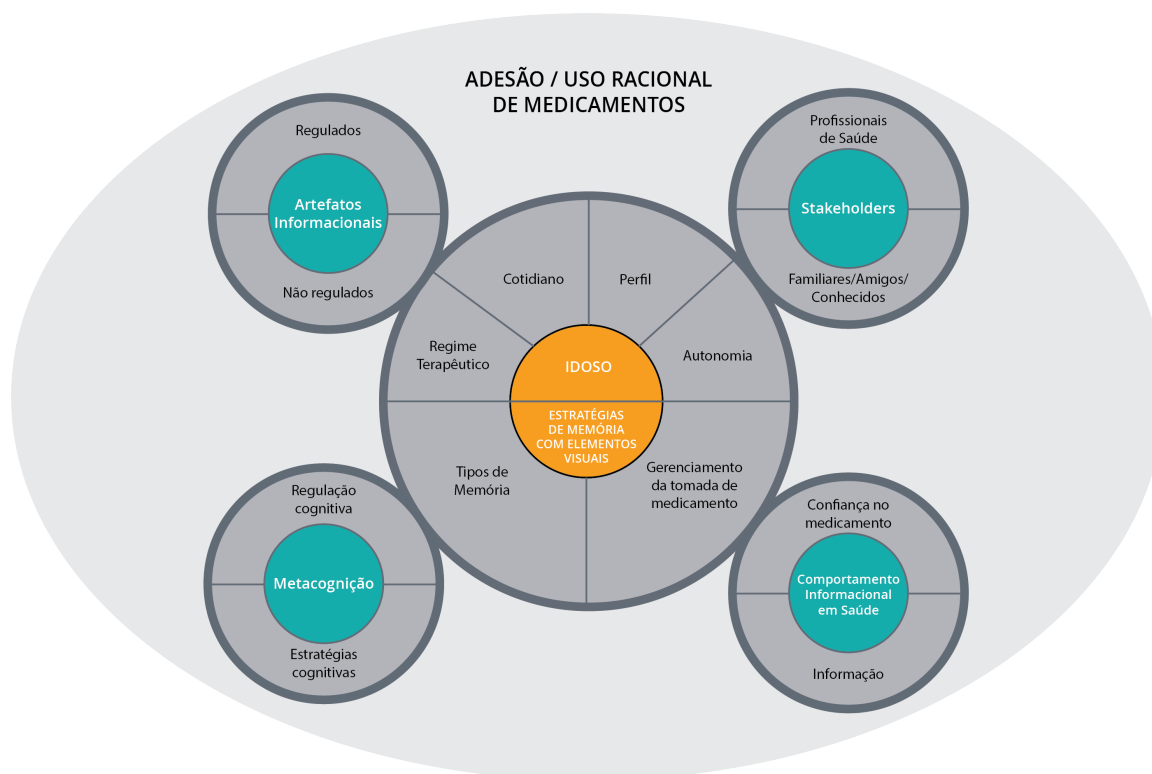 ADESÃO / USO RACIONAL
DE MEDICAMENTOS
Regulados
Artefatos
Informacionais
Não regulados
Profissionais
de Saúde
Stakeholders
Familiares/Amigos/
Conhecidos
Cotidiano
Perfil
Regime
Terapêutico
IDOSO
Autonomia
ESTRATÉGIAS
DE MEMÓRIA
COM ELEMENTOS
VISUAIS
Tipos de
Memória
Gerenciamento
da tomada de
medicamento
Regulação
cognitiva
Metacognição
Estratégias
cognitivas
Confiança no
medicamento
Comportamento
Informacional
em Saúde
Informação